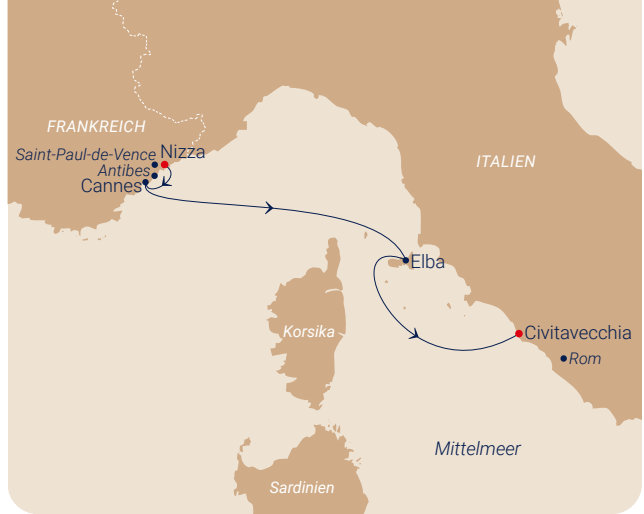 FRANKREICH
Saint-Paul-de-Vence
Nizza
Antibes
Cannes
ITALIEN
Elba
Korsika
Civitavecchia
Rom
Mittelmeer
Sardinien